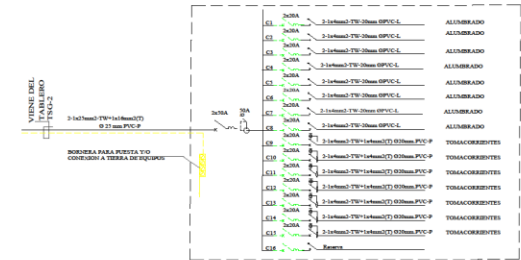 VIENE DEL
TABLERO
TSG-2
2-1x25mm2-TW+1x16mm2(T)
Ø 25 mm PVC-P
BORNERA PARA PUESTA Y/O
CONEXION A TIERRA DE EQUIPOS
2x50A
50A
C1 2x20A 2-1x4mm2-TW-20mm ØPVC-L ALUMBRADO
C2 2x20A 2-1x4mm2-TW-20mm ØPVC-L ALUMBRADO
C3 2x20A 2-1x4mm2-TW-20mm ØPVC-L ALUMBRADO
C4 2x20A 2-1x4mm2-TW-20mm ØPVC-L ALUMBRADO
C5 2x20A 2-1x4mm2-TW-20mm ØPVC-L ALUMBRADO
C6 2x20A 2-1x4mm2-TW-20mm ØPVC-L ALUMBRADO
C7 2x20A 2-1x4mm2-TW-20mm ØPVC-L ALUMBRADO
C8 2x20A 2-1x4mm2-TW-20mm ØPVC-L ALUMBRADO
C9 2x20A 2-1x4mm2-TW+1x4mm2(T) Ø20mm.PVC-P TOMACORRIENTES
C10 2x20A 2-1x4mm2-TW+1x4mm2(T) Ø20mm.PVC-P TOMACORRIENTES
C11 2x20A 2-1x4mm2-TW+1x4mm2(T) Ø20mm.PVC-P TOMACORRIENTES
C12 2x20A 2-1x4mm2-TW+1x4mm2(T) Ø20mm.PVC-P TOMACORRIENTES
C13 2x20A 2-1x4mm2-TW+1x4mm2(T) Ø20mm.PVC-P TOMACORRIENTES
C14 2x20A 2-1x4mm2-TW+1x4mm2(T) Ø20mm.PVC-P TOMACORRIENTES
C15 2x20A 2-1x4mm2-TW+1x4mm2(T) Ø20mm.PVC-P TOMACORRIENTES
C16 2x20A Reserva